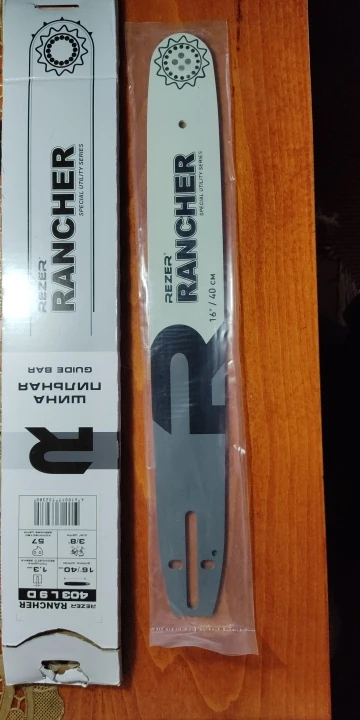 REZER
RANCHER
SPECIAL UTILITY SERIES
ШИНА
ПИЛЬНАЯ
GUIDE BAR
57
3/8"
1.3
16"/40
403 L 9 D
REZER RANCHER
REZER
RANCHER
SPECIAL UTILITY SERIES
16" / 40 СМ